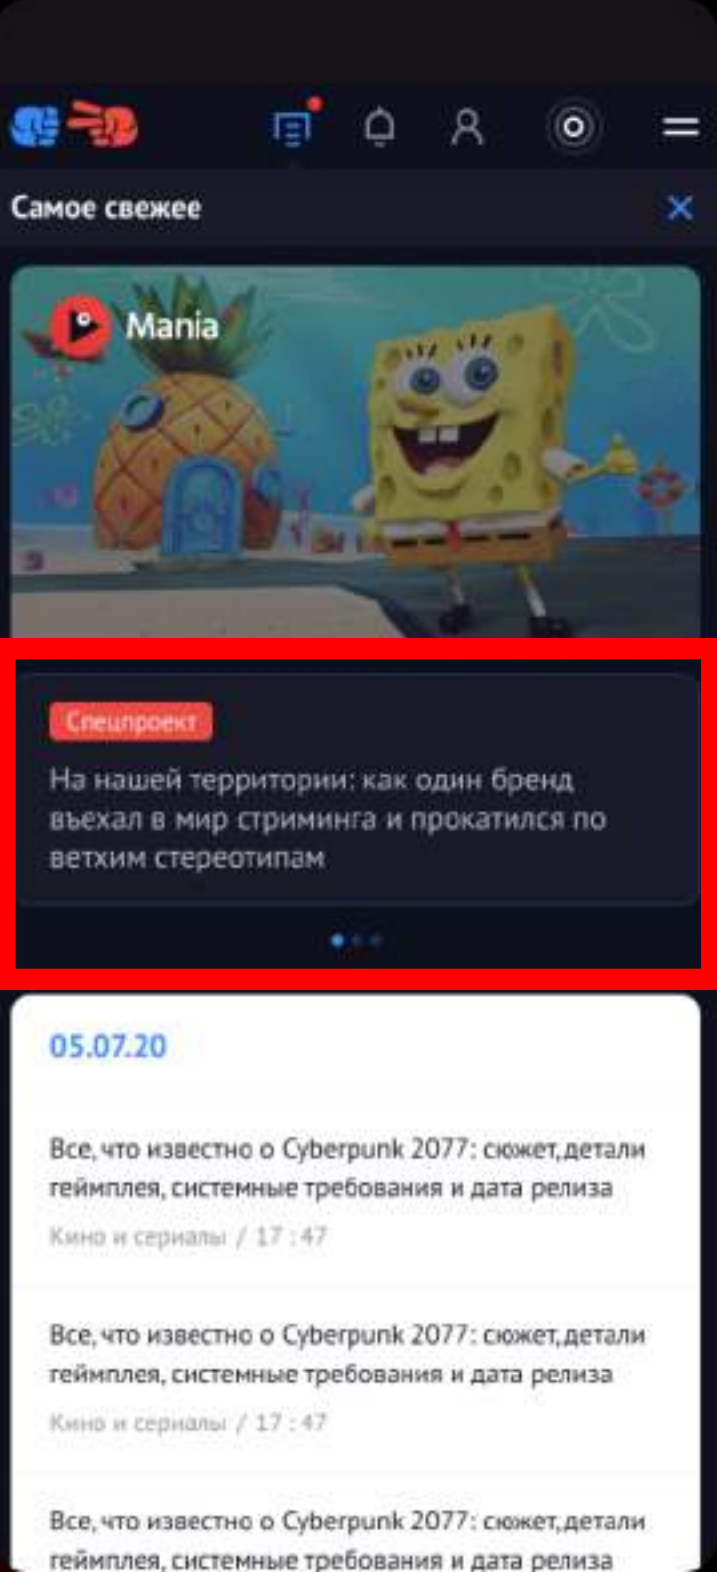 Самое свежее
Mania
Спецпроект
На нашей территории: как один бренд
въехал в мир стриминга и прокатился по
ветхим стереотипам
05.07.20
Все, что известно о Cyberpunk 2077: сюжет,детали
геймплея, системные требования и дата релиза
Кино и сериалы / 17 : 47
Все, что известно о Cyberpunk 2077: сюжет,детали
геймплея, системные требования и дата релиза
Кино и сериалы / 17 : 47
Все, что известно о Cyberpunk 2077: сюжет,детали
геймплея, системные требования и дата релиза